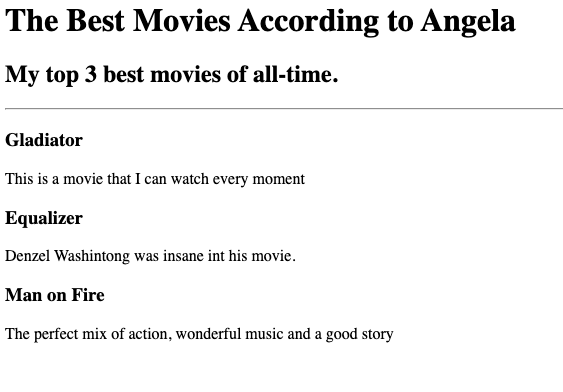 The Best Movies According to Angela
My top 3 best movies of all-time.
Gladiator
This is a movie that I can watch every moment
Equalizer
Denzel Washintong was insane int his movie.
Man on Fire
The perfect mix of action, wonderful music and a good story